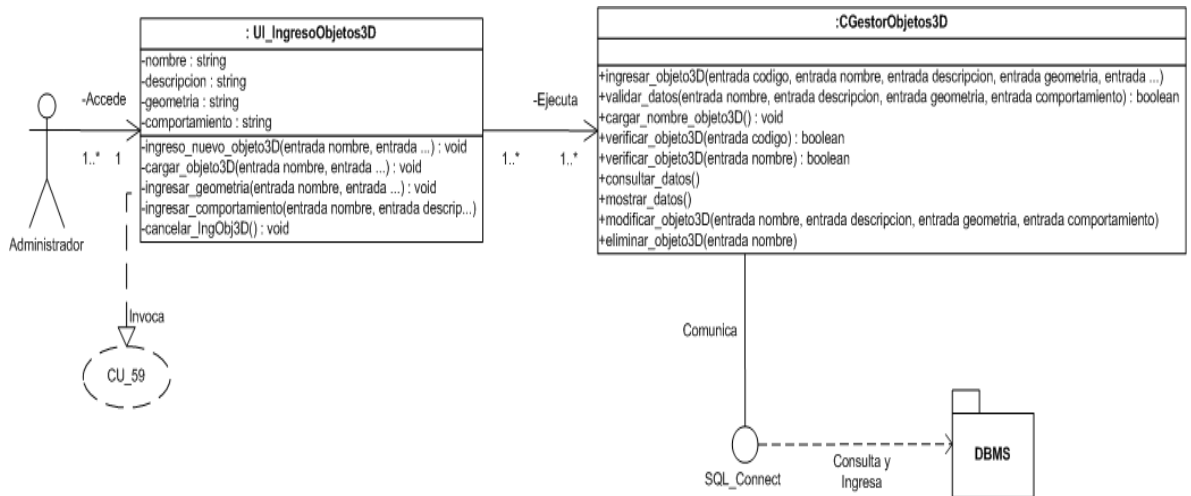 : UI_IngresoObjetos3D
-nombre : string
-descripcion : string
-geometria : string
-comportamiento : string
-ingreso_nuevo_objeto3D(entrada nombre, entrada ...) : void
-cargar_objeto3D(entrada nombre, entrada ...) : void
-ingresar_geometria(entrada nombre, entrada ...) : void
-ingresar_comportamiento(entrada nombre, entrada descrip...)
-cancelar_IngObj3D() : void
:CGestorObjetos3D
+ingresar_objeto3D(entrada codigo, entrada nombre, entrada descripcion, entrada geometria, entrada ...)
+validar_datos(entrada nombre, entrada descripcion, entrada geometria, entrada comportamiento) : boolean
+cargar_nombre_objeto3D() : void
+verificar_objeto3D(entrada codigo) : boolean
+verificar_objeto3D(entrada nombre) : boolean
+consultar_datos()
+mostrar_datos()
+modificar_objeto3D(entrada nombre, entrada descripcion, entrada geometria, entrada comportamiento)
+eliminar_objeto3D(entrada nombre)
-Accede
1..* 1
-Ejecuta
1..* 1..*
Administrador
Invoca
CU_59
Comunica
SQL_Connect
Consulta y
Ingresa
DBMS